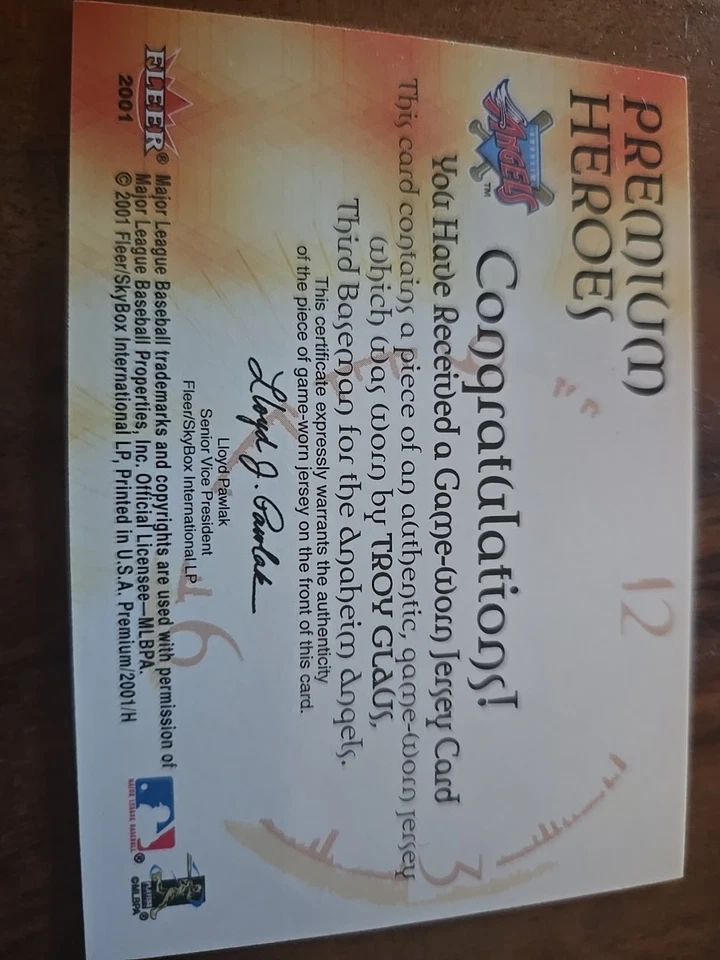 PREMIUM
HEROES
12
ANAHEIM
ANGELS
TM
Congratulations!
You Have Received a Game-Worn Jersey Card
This card contains a piece of an authentic, game-worn jersey
which was worn by TROY GLAUS,
Third Baseman for the Anaheim Angels.
3
This certificate expressly warrants the authenticity
of the piece of game-worn jersey on the front of this card.
Lloyd J. Pawlak
Lloyd Pawlak
Senior Vice President
Fleer/SkyBox International LP
6
FLEER®
2001
Major League Baseball trademarks and copyrights are used with permission of
Major League Baseball Properties, Inc. Official Licensee—MLBPA.
© 2001 Fleer/SkyBox International LP, Printed in U.S.A. Premium/2001/H
MAJOR LEAGUE BASEBALL®
©MLBPA